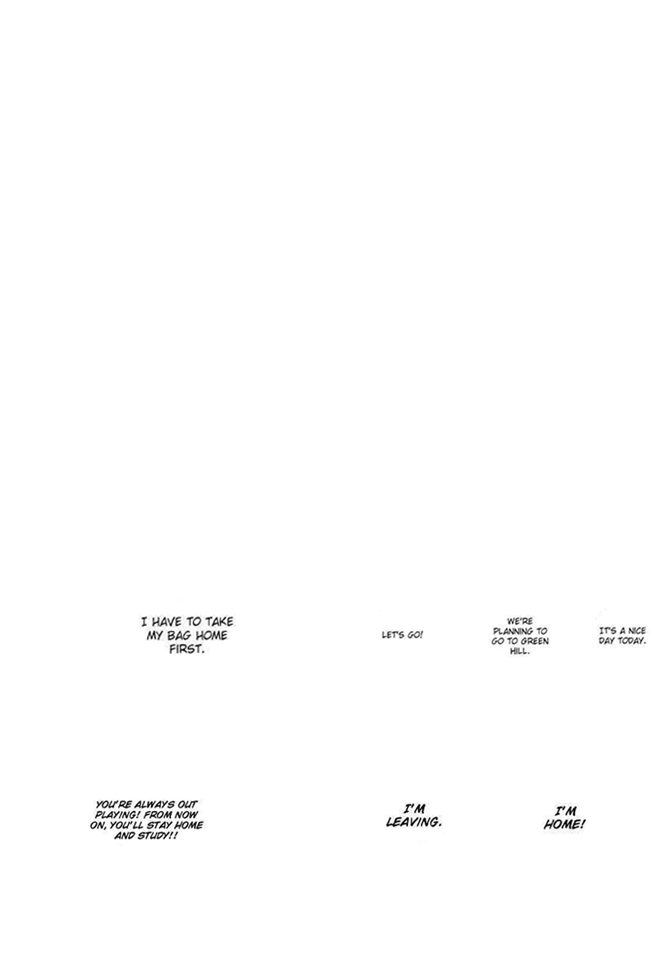 IT'S A NICE
DAY TODAY.
WE'RE
PLANNING TO
GO TO GREEN
HILL.
LET'S GO!
I HAVE TO TAKE
MY BAG HOME
FIRST.
I'M
HOME!
I'M
LEAVING.
YOU'RE ALWAYS OUT
PLAYING! FROM NOW
ON, YOU'LL STAY HOME
AND STUDY!!